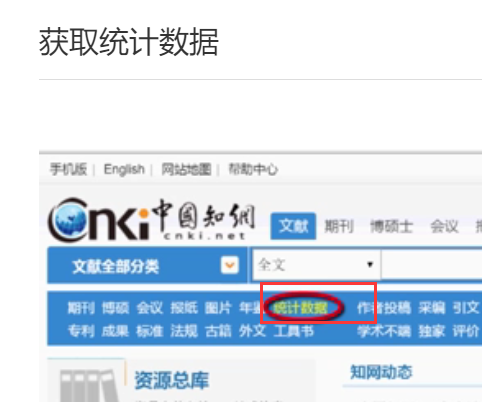 获取统计数据
手机版 | English | 网站地图 | 帮助中心
Cnki 中国知网
cnki.net
文献 期刊 博硕士 会议
文献全部分类 全文
期刊 博硕 会议 报纸 图片 年鉴 统计数据 作者投稿 采编 引文
专利 成果 标准 法规 古籍 外文 工具书 学术不端 独家 评价
资源总库 知网动态